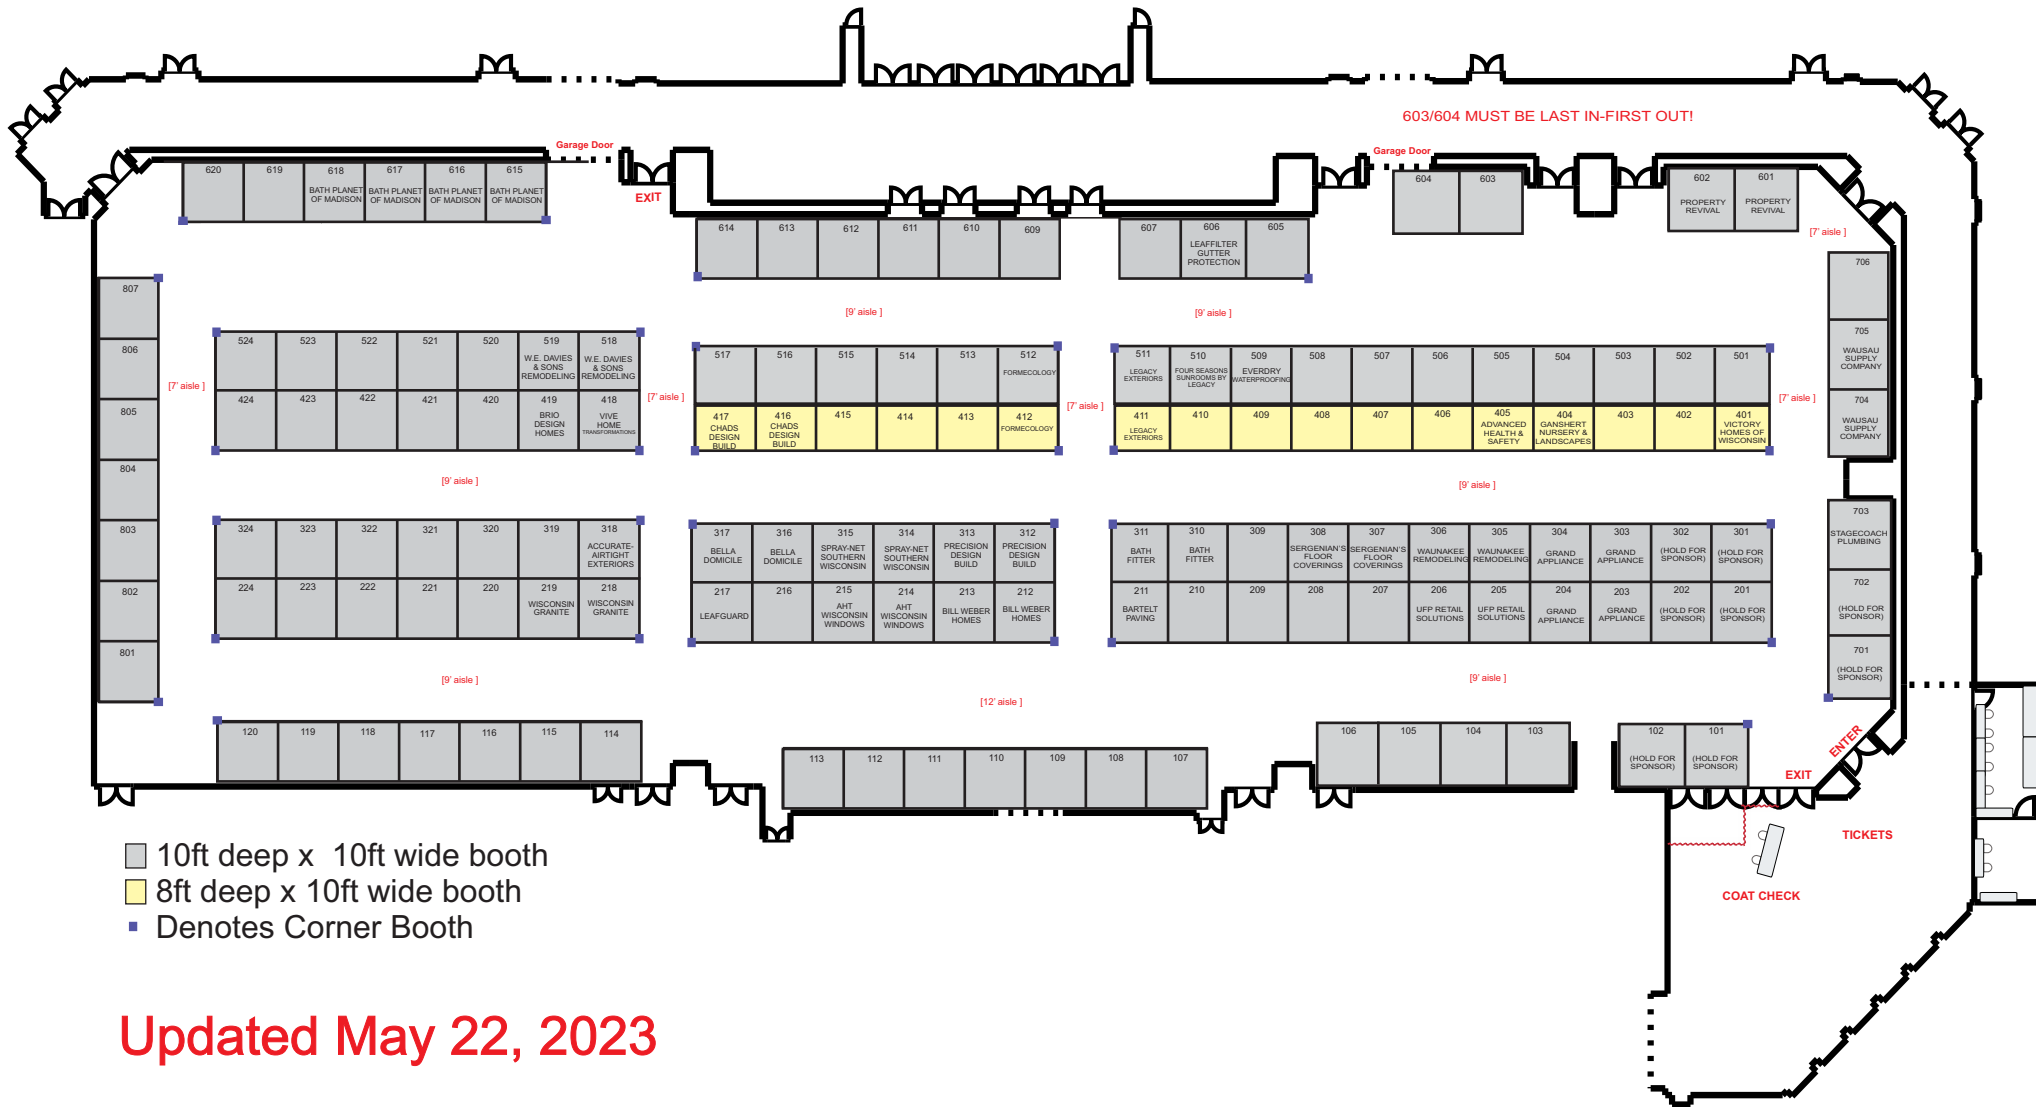 603/604 MUST BE LAST IN-FIRST OUT!
Garage Door
Garage Door
EXIT
620
619
618
BATH PLANET
OF MADISON
617
BATH PLANET
OF MADISON
616
BATH PLANET
OF MADISON
615
BATH PLANET
OF MADISON
604
603
602
PROPERTY
REVIVAL
601
PROPERTY
REVIVAL
[7' aisle ]
614
613
612
611
610
609
607
606
LEAFFILTER
GUTTER
PROTECTION
605
[9' aisle ]
[9' aisle ]
706
705
WAUSAU
SUPPLY
COMPANY
704
WAUSAU
SUPPLY
COMPANY
807
806
805
804
803
802
801
[7' aisle ]
524
523
522
521
520
519
W.E. DAVIES
& SONS
REMODELING
518
W.E. DAVIES
& SONS
REMODELING
424
423
422
421
420
419
BRIO
DESIGN
HOMES
418
VIVE
HOME
TRANSFORMATIONS
[7' aisle ]
517
516
515
514
513
512
FORMECOLOGY
417
CHADS
DESIGN
BUILD
416
CHADS
DESIGN
BUILD
415
414
413
412
FORMECOLOGY
[7' aisle ]
511
LEGACY
EXTERIORS
510
FOUR SEASONS
SUNROOMS BY
LEGACY
509
EVERDRY
WATERPROOFING
508
507
506
505
504
503
502
501
411
LEGACY
EXTERIORS
410
409
408
407
406
405
ADVANCED
HEALTH &
SAFETY
404
GANSHERT
NURSERY &
LANDSCAPES
403
402
401
VICTORY
HOMES OF
WISCONSIN
[7' aisle ]
[9' aisle ]
[9' aisle ]
324
323
322
321
320
319
318
ACCURATE-
AIRTIGHT
EXTERIORS
224
223
222
221
220
219
WISCONSIN
GRANITE
218
WISCONSIN
GRANITE
317
BELLA
DOMICILE
316
BELLA
DOMICILE
315
SPRAY-NET
SOUTHERN
WISCONSIN
314
SPRAY-NET
SOUTHERN
WISCONSIN
313
PRECISION
DESIGN
BUILD
312
PRECISION
DESIGN
BUILD
217
LEAFGUARD
216
215
AHT
WISCONSIN
WINDOWS
214
AHT
WISCONSIN
WINDOWS
213
BILL WEBER
HOMES
212
BILL WEBER
HOMES
311
BATH
FITTER
310
BATH
FITTER
309
308
SERGENIAN'S
FLOOR
COVERINGS
307
SERGENIAN'S
FLOOR
COVERINGS
306
WAUNAKEE
REMODELING
305
WAUNAKEE
REMODELING
304
GRAND
APPLIANCE
303
GRAND
APPLIANCE
302
(HOLD FOR
SPONSOR)
301
(HOLD FOR
SPONSOR)
211
BARTELT
PAVING
210
209
208
207
206
UFP RETAIL
SOLUTIONS
205
UFP RETAIL
SOLUTIONS
204
GRAND
APPLIANCE
203
GRAND
APPLIANCE
202
(HOLD FOR
SPONSOR)
201
(HOLD FOR
SPONSOR)
703
STAGECOACH
PLUMBING
702
(HOLD FOR
SPONSOR)
701
(HOLD FOR
SPONSOR)
[9' aisle ]
[12' aisle ]
[9' aisle ]
120
119
118
117
116
115
114
113
112
111
110
109
108
107
106
105
104
103
102
(HOLD FOR
SPONSOR)
101
(HOLD FOR
SPONSOR)
ENTER
EXIT
TICKETS
COAT CHECK
10ft deep x 10ft wide booth
8ft deep x 10ft wide booth
Denotes Corner Booth
Updated May 22, 2023